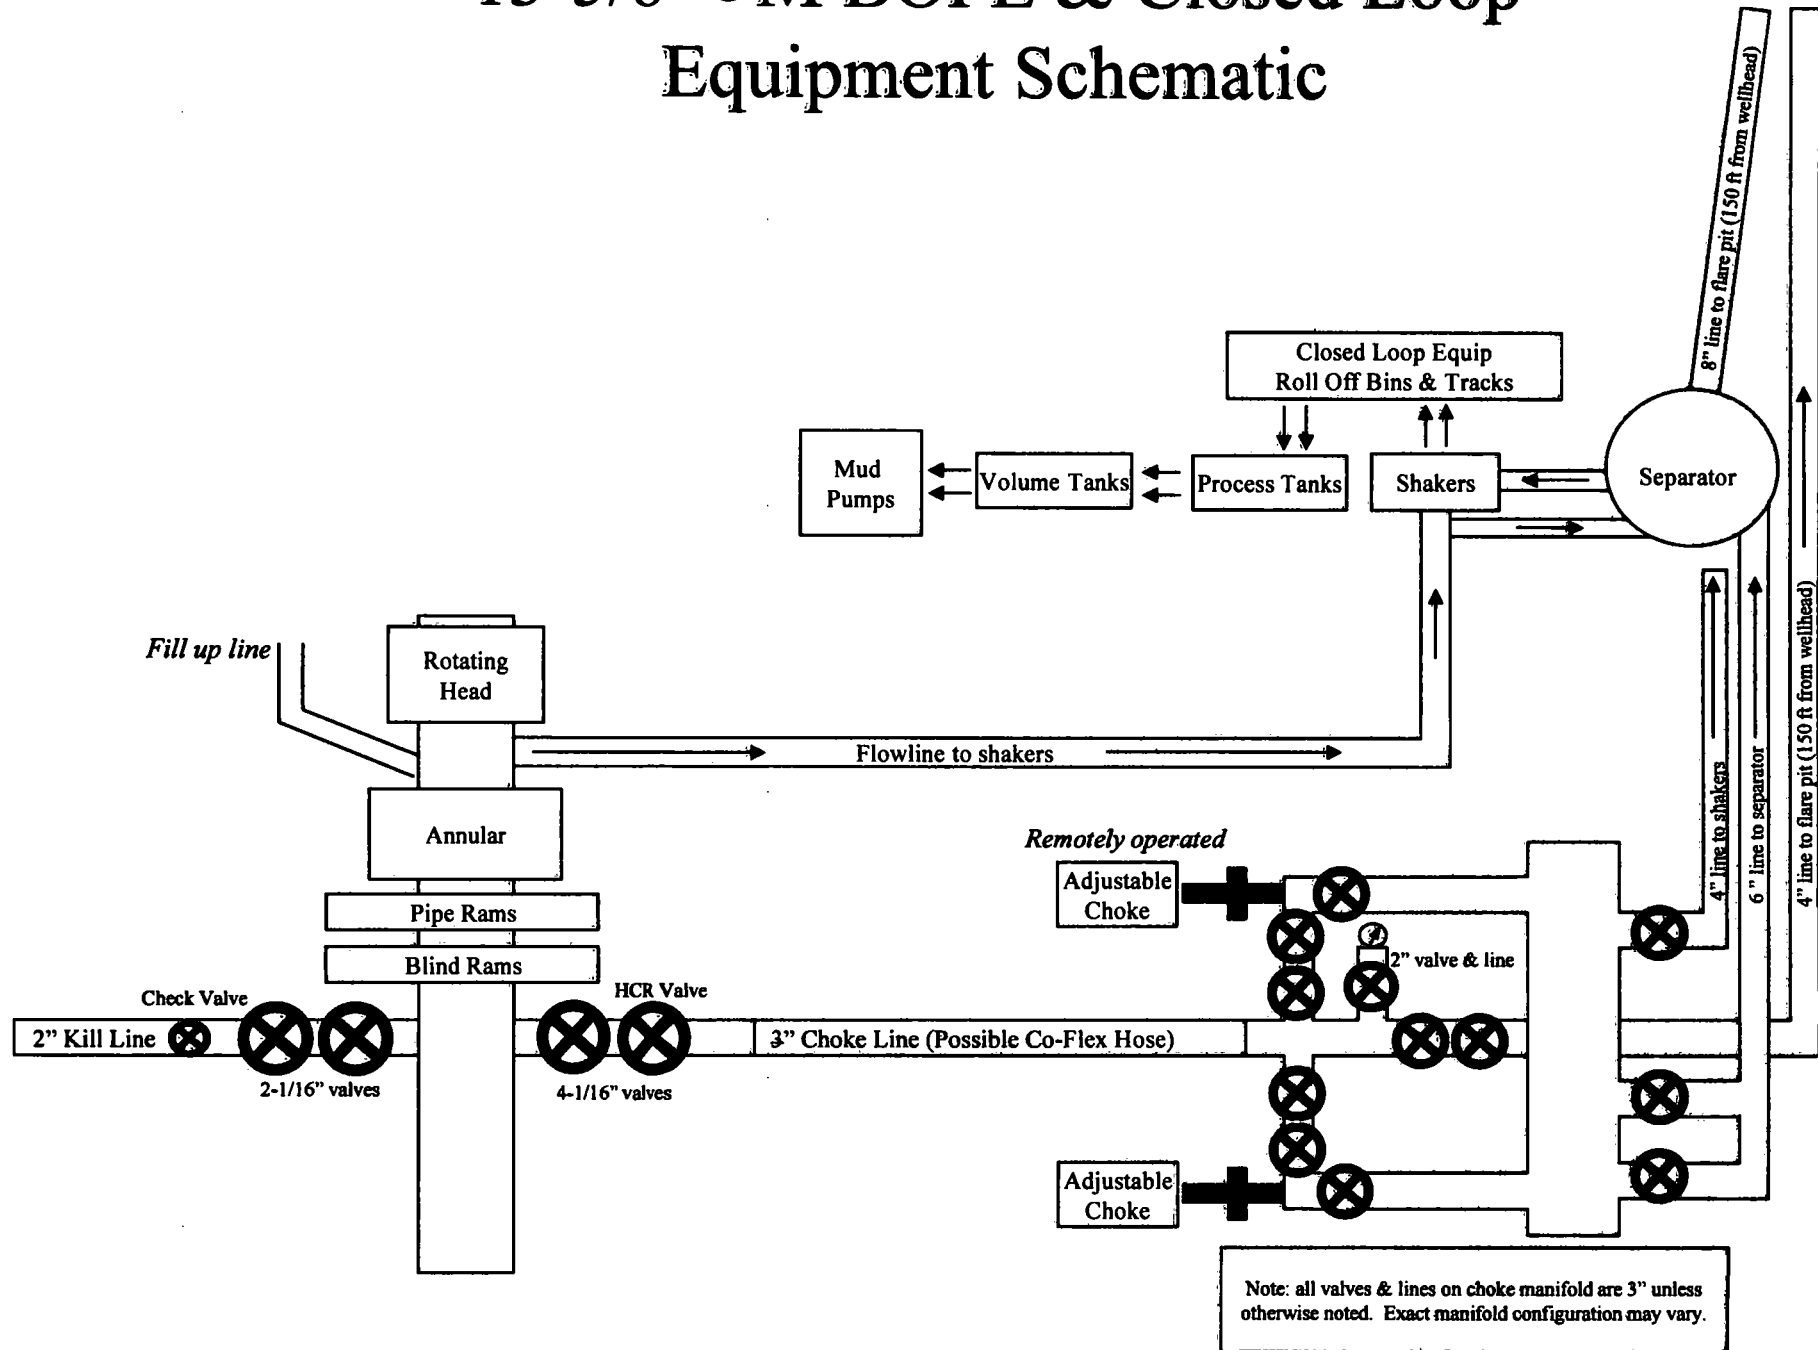 BOPE & Closed Loop
Equipment Schematic
8” line to flare pit (150 ft from wellhead)
Closed Loop Equip
Roll Off Bins & Tracks
Mud
Pumps
Volume Tanks
Process Tanks
Shakers
Separator
Fill up line
Rotating
Head
Flowline to shakers
4” line to shakers
6 ” line to separator
4” line to flare pit (150 ft from wellhead)
Annular
Remotely operated
Adjustable
Choke
Pipe Rams
Blind Rams
2” valve & line
Check Valve
HCR Valve
2” Kill Line
3” Choke Line (Possible Co-Flex Hose)
2-1/16” valves
4-1/16” valves
Adjustable
Choke
Note: all valves & lines on choke manifold are 3” unless
otherwise noted. Exact manifold configuration may vary.